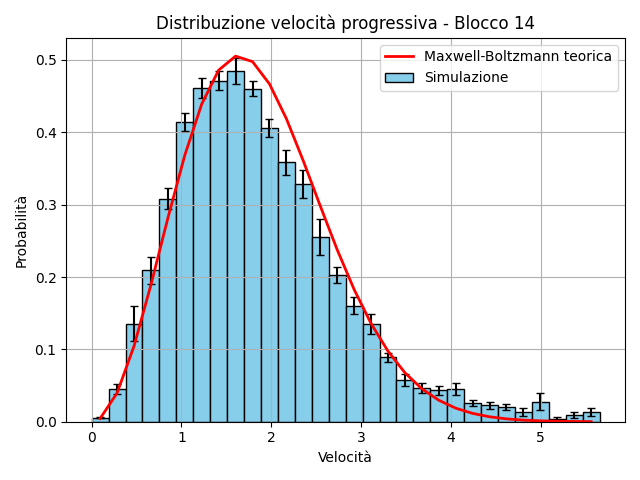 Distribuzione velocità progressiva - Blocco 14
Maxwell-Boltzmann teorica
Simulazione
Probabilità
0.5
0.4
0.3
0.2
0.1
0.0
0 1 2 3 4 5
Velocità